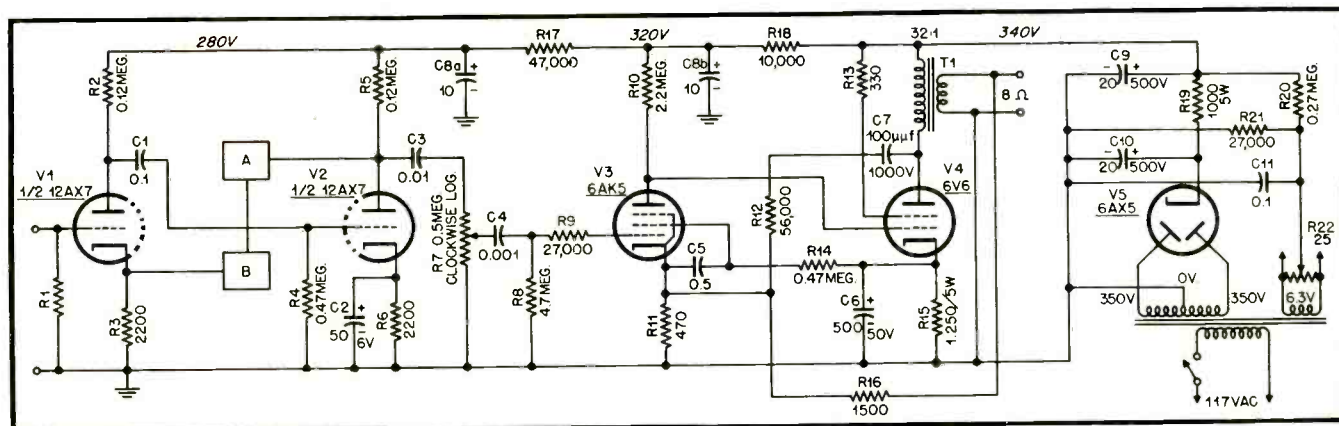 280V
R17
47,000
320V
R18
10,000
32:1
340V
R2
0.12MEG.
R5
0.12MEG.
C8a
10
+
-
R10
2.2MEG.
C8b
10
+
-
R13
330
T1
8 Ω
C9
- +
20 500V
R19
1000
5W
R20
0.27MEG.
R21
27,000
C1
0.1
A
C3
0.01
C7
100µµf
1000V
C10
- +
20 500V
C11
0.1
V1
1/2 12AX7
V2
1/2 12AX7
V3
6AK5
V4
6V6
V5
6AX5
B
R7 0.5MEG
CLOCKWISE LOG.
C4
0.001
R9
27,000
R12
56,000
R22
25
R1
R3
2200
R4
0.47MEG.
C2
50
+
- 6V
R6
2200
R8
4.7MEG.
C5
0.5
R11
470
R14
0.47MEG.
C6
500
+
- 50V
R15
1.250/5W
0V.
350V
350V
6.3V
R16
1500
117VAC